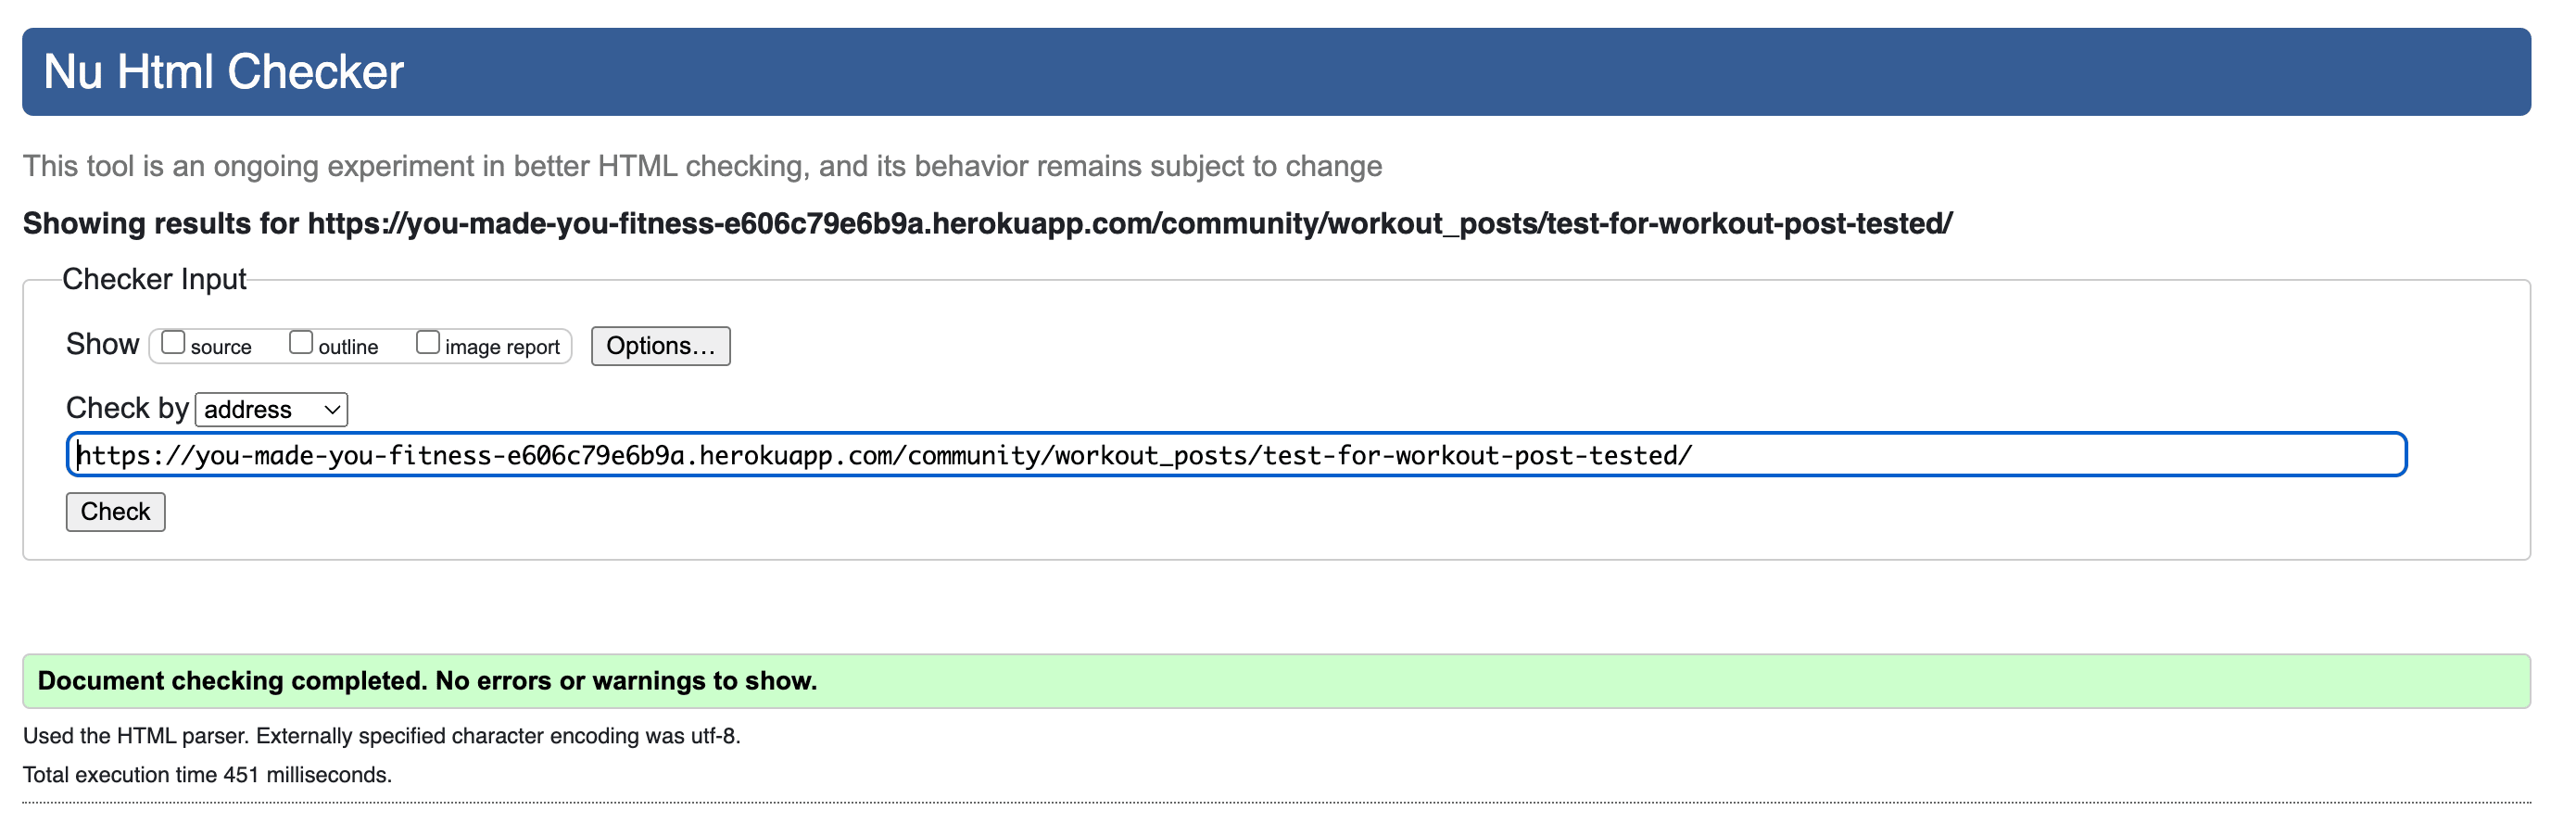 Nu Html Checker
This tool is an ongoing experiment in better HTML checking, and its behavior remains subject to change
Showing results for https://you-made-you-fitness-e606c79e6b9a.herokuapp.com/community/workout_posts/test-for-workout-post-tested/
Checker Input
Show source outline image report Options...
Check by address
https://you-made-you-fitness-e606c79e6b9a.herokuapp.com/community/workout_posts/test-for-workout-post-tested/
Check
Document checking completed. No errors or warnings to show.
Used the HTML parser. Externally specified character encoding was utf-8.
Total execution time 451 milliseconds.